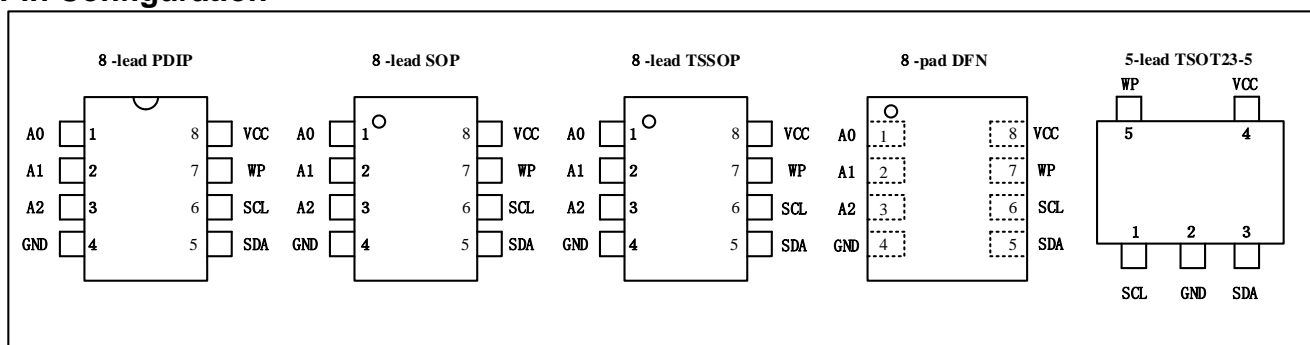 Pin Configuration
8-lead PDIP 8-lead SOP 8-lead TSSOP 8-pad DFN 5-lead TSOT23-5
WP VCC
A0 1 8 VCC A0 1 8 VCC A0 1 8 VCC A0 1 8 VCC 5 4
A1 2 7 WP A1 2 7 WP A1 2 7 WP A1 2 7 WP
A2 3 6 SCL A2 3 6 SCL A2 3 6 SCL A2 3 6 SCL
GND 4 5 SDA GND 4 5 SDA GND 4 5 SDA GND 4 5 SDA 1 2 3
SCL GND SDA